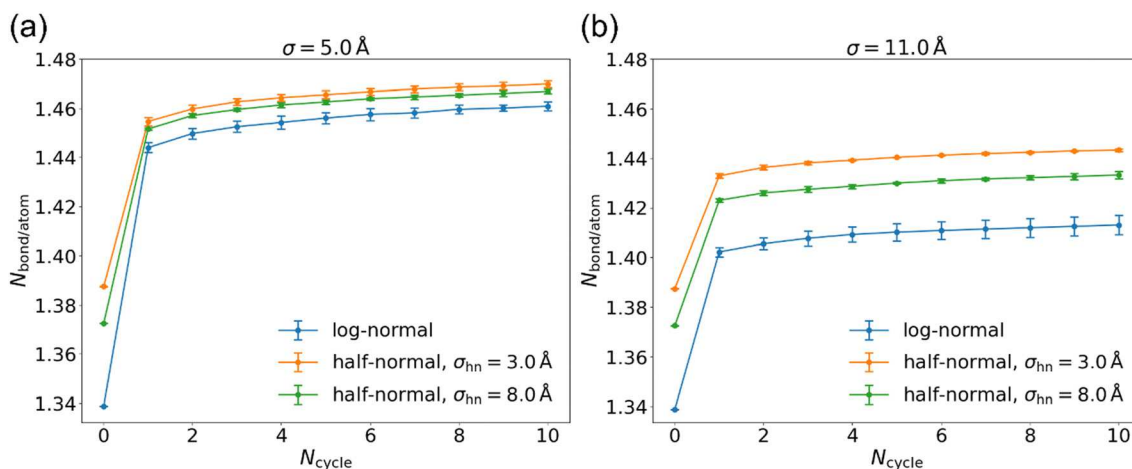 (a)
σ = 5.0 Å
1.48
1.46
1.44
1.42
1.40
1.38
1.36
1.34
N_bond/atom
log-normal
half-normal, σ_hn = 3.0 Å
half-normal, σ_hn = 8.0 Å
0 2 4 6 8 10
N_cycle
(b)
σ = 11.0 Å
1.48
1.46
1.44
1.42
1.40
1.38
1.36
1.34
N_bond/atom
log-normal
half-normal, σ_hn = 3.0 Å
half-normal, σ_hn = 8.0 Å
0 2 4 6 8 10
N_cycle